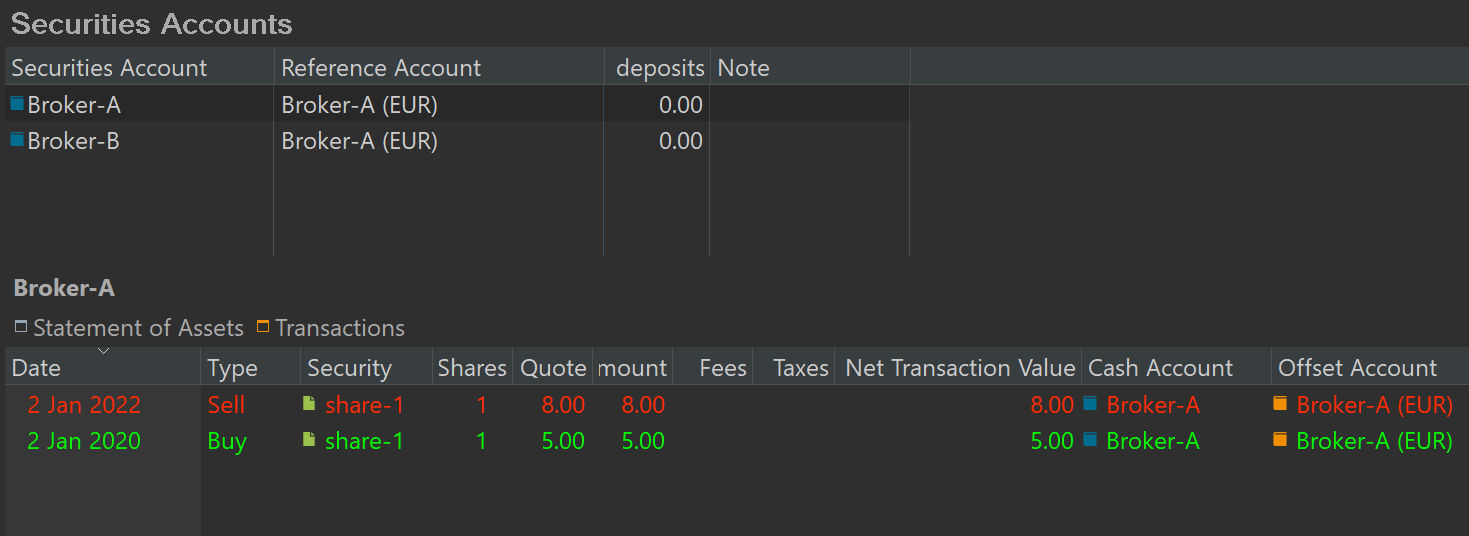 Securities Accounts
Securities Account Reference Account deposits Note
Broker-A Broker-A (EUR) 0.00
Broker-B Broker-A (EUR) 0.00
Broker-A
Statement of Assets Transactions
Date Type Security Shares Quote mount Fees Taxes Net Transaction Value Cash Account Offset Account
2 Jan 2022 Sell share-1 1 8.00 8.00 8.00 Broker-A Broker-A (EUR)
2 Jan 2020 Buy share-1 1 5.00 5.00 5.00 Broker-A Broker-A (EUR)